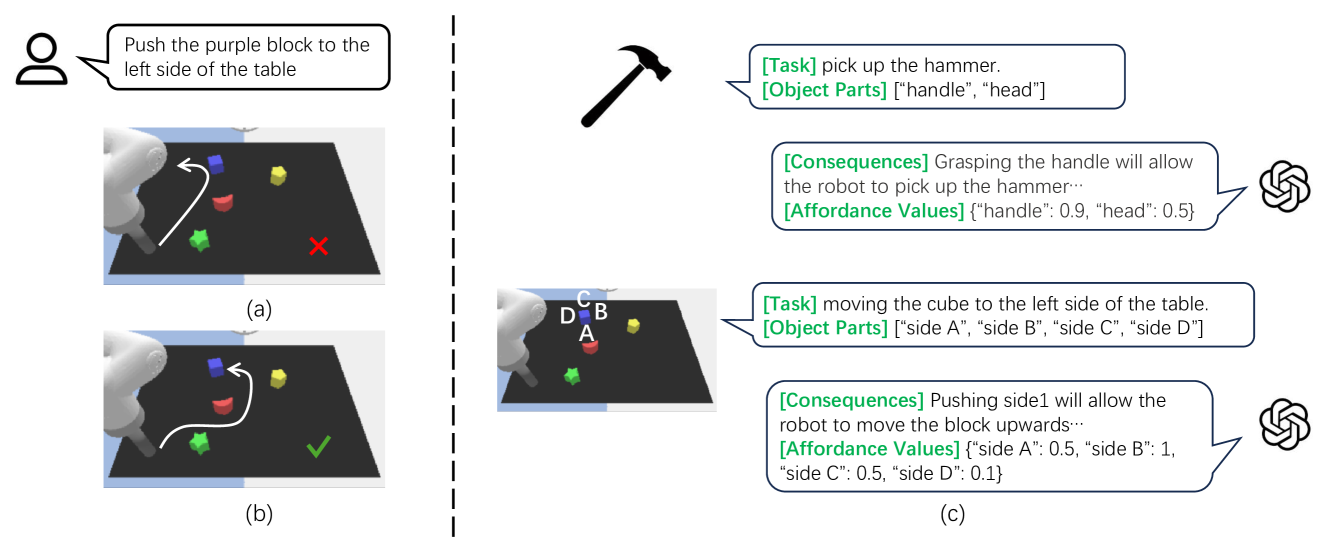 Push the purple block to the
left side of the table
(a)
(b)
[Task] pick up the hammer.
[Object Parts] [“handle”, “head”]
[Consequences] Grasping the handle will allow
the robot to pick up the hammer···
[Affordance Values] {“handle”: 0.9, “head”: 0.5}
C
D
B
A
[Task] moving the cube to the left side of the table.
[Object Parts] [“side A”, “side B”, “side C”, “side D”]
[Consequences] Pushing side1 will allow the
robot to move the block upwards···
[Affordance Values] {“side A”: 0.5, “side B”: 1,
“side C”: 0.5, “side D”: 0.1}
(c)